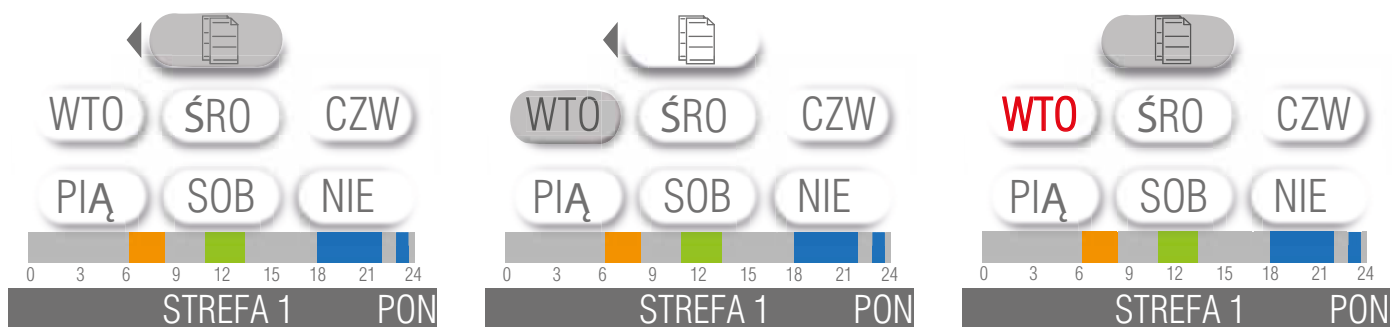 WTO ŚRO CZW
PIĄ SOB NIE
0 3 6 9 12 15 18 21 24
STREFA 1 PON
WTO ŚRO CZW
PIĄ SOB NIE
0 3 6 9 12 15 18 21 24
STREFA 1 PON
WTO ŚRO CZW
PIĄ SOB NIE
0 3 6 9 12 15 18 21 24
STREFA 1 PON